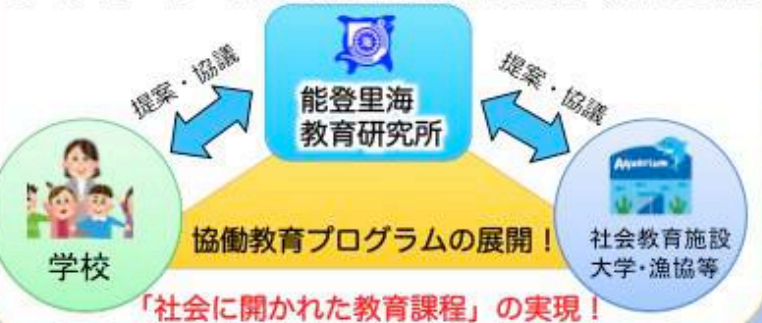 能登里海
教育研究所
提案・協議
提案・協議
Aquarium
学校
協働教育プログラムの展開！
社会教育施設
大学・漁協等
「社会に開かれた教育課程」の実現！